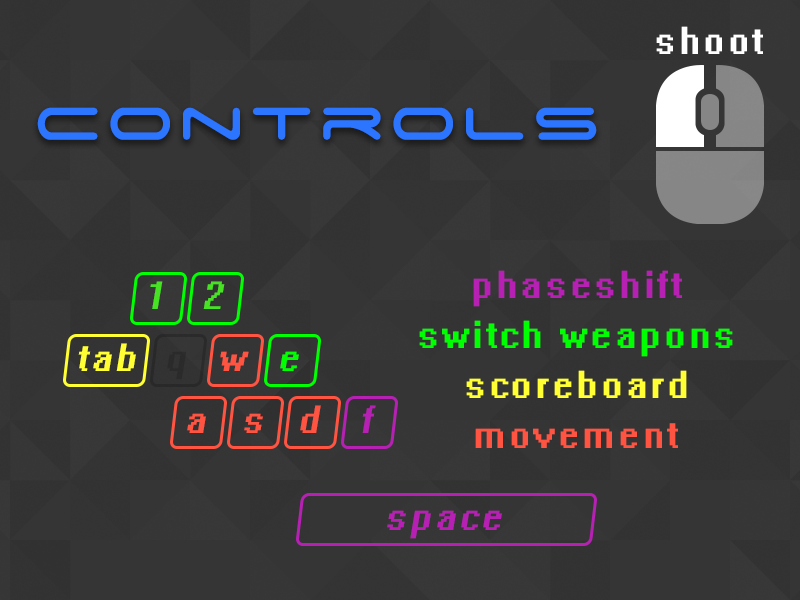 shoot
CONTROLS
1 2
tab q w e
a s d f
space
phaseshift
switch weapons
scoreboard
movement